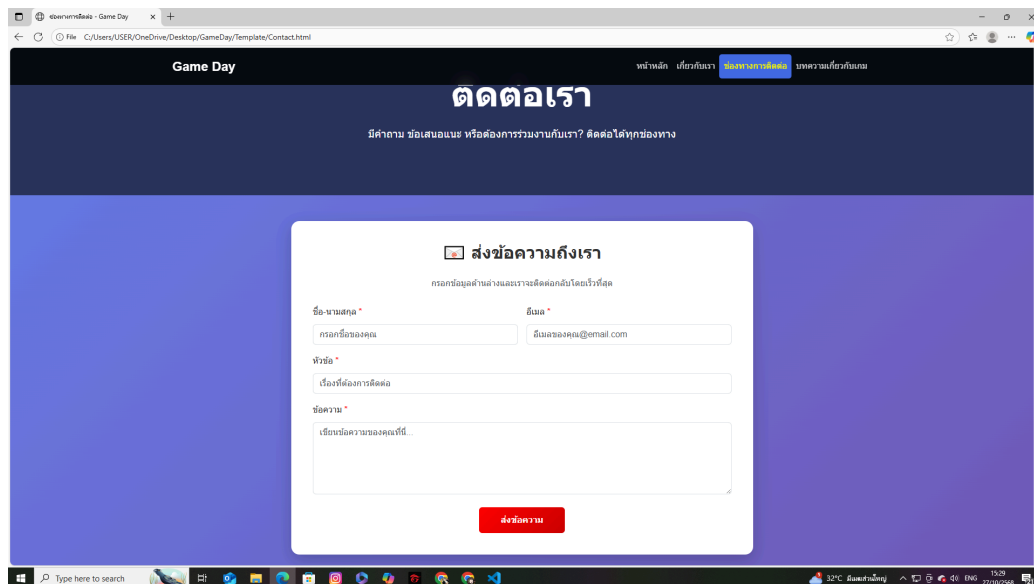 ช่องทางการติดต่อ - Game Day
File C:/Users/USER/OneDrive/Desktop/GameDay/Template/Contact.html
Game Day
หน้าหลัก เกี่ยวกับเรา ช่องทางการติดต่อ บทความเกี่ยวกับเกม
ติดต่อเรา
มีคำถาม ข้อเสนอแนะ หรือต้องการร่วมงานกับเรา? ติดต่อได้ทุกช่องทาง
ส่งข้อความถึงเรา
กรอกข้อมูลด้านล่างและเราจะติดต่อกลับโดยเร็วที่สุด
ชื่อ-นามสกุล * อีเมล *
กรอกชื่อของคุณ อีเมลของคุณ@email.com
หัวข้อ *
เรื่องที่ต้องการติดต่อ
ข้อความ *
เขียนข้อความของคุณที่นี่...
ส่งข้อความ
Type here to search
32°C มีแดดส่วนใหญ่ ENG 15:29
27/10/2568